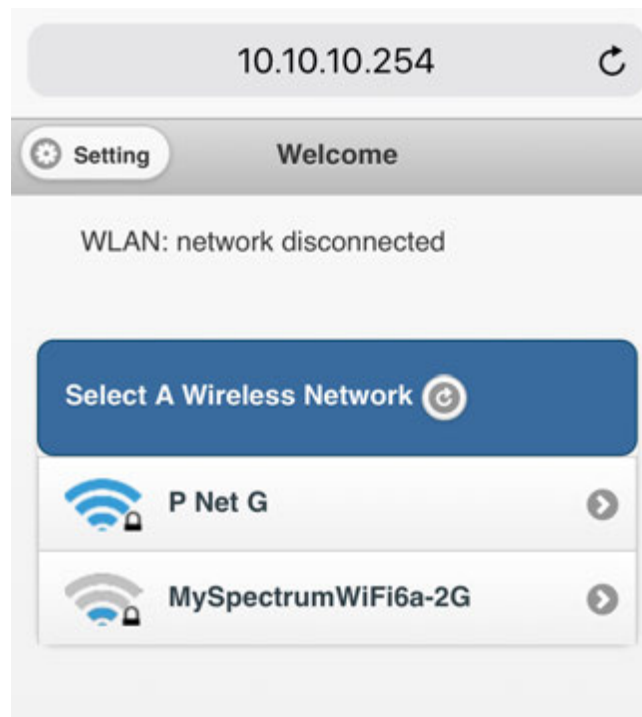 10.10.10.254
Setting
Welcome
WLAN: network disconnected
Select A Wireless Network
P Net G
MySpectrumWiFi6a-2G